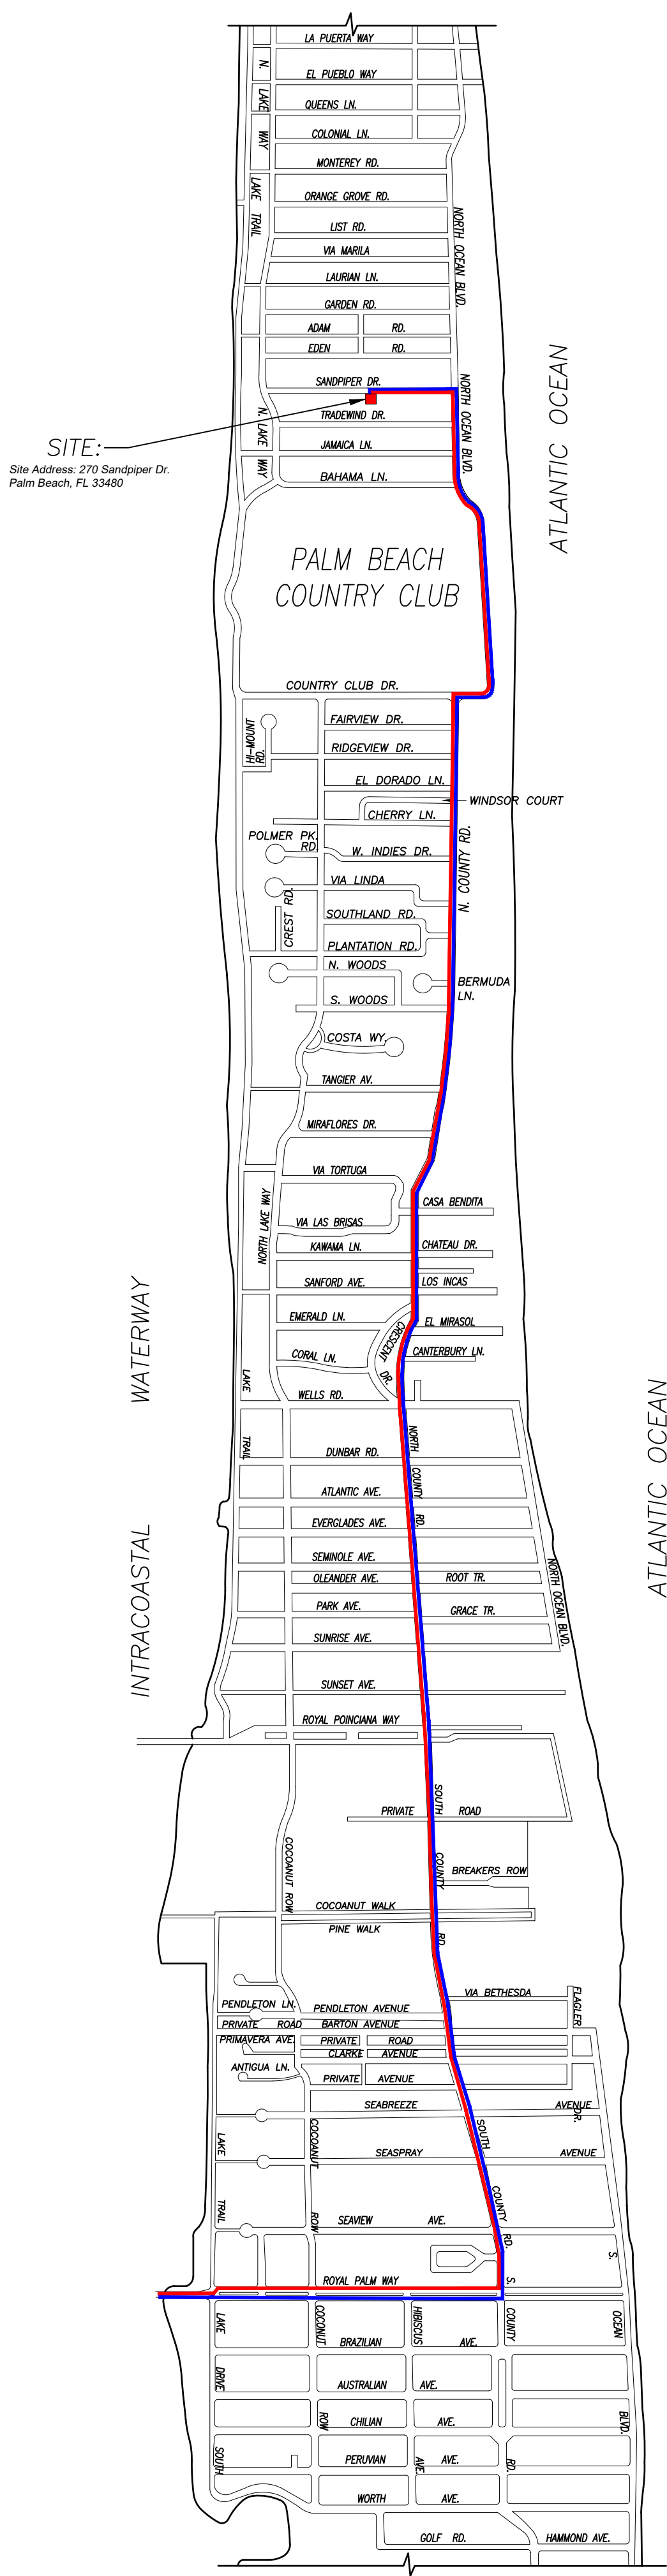 LA PUERTA WAY
N. LAKE WAY
EL PUEBLO WAY
QUEENS LN.
COLONIAL LN.
MONTEREY RD.
LAKE TRAIL
ORANGE GROVE RD.
NORTH OCEAN BLVD.
LIST RD.
VIA MARILA
LAURIAN LN.
GARDEN RD.
ADAM RD.
EDEN RD.
ATLANTIC OCEAN
SANDPIPER DR.
NORTH OCEAN BLVD.
N. LAKE WAY
TRADEWIND DR.
SITE:
Site Address: 270 Sandpiper Dr.
Palm Beach, FL 33480
JAMAICA LN.
BAHAMA LN.
PALM BEACH
COUNTRY CLUB
COUNTRY CLUB DR.
HI-MOUNT
RD.
FAIRVIEW DR.
RIDGEVIEW DR.
EL DORADO LN.
WINDSOR COURT
CHERRY LN.
N. COUNTY RD.
POLMER PK.
RD.
W. INDIES DR.
VIA LINDA
CREST RD.
SOUTHLAND RD.
PLANTATION RD.
N. WOODS
BERMUDA
LN.
S. WOODS
COSTA WY.
TANGIER AV.
MIRAFLORES DR.
VIA TORTUGA
NORTH LAKE WAY
CASA BENDITA
VIA LAS BRISAS
KAWAMA LN.
CHATEAU DR.
SANFORD AVE.
LOS INCAS
EMERALD LN.
CRESCENT DR.
EL MIRASOL
CORAL LN.
CANTERBURY LN.
INTRACOASTAL WATERWAY
ATLANTIC OCEAN
LAKE TRAIL
WELLS RD.
NORTH COUNTY RD.
DUNBAR RD.
ATLANTIC AVE.
EVERGLADES AVE.
SEMINOLE AVE.
NORTH OCEAN BLVD.
OLEANDER AVE.
ROOT TR.
PARK AVE.
GRACE TR.
SUNRISE AVE.
SUNSET AVE.
ROYAL POINCIANA WAY
SOUTH COUNTY RD.
PRIVATE ROAD
COCOANUT ROW
BREAKERS ROW
COCOANUT WALK
PINE WALK
VIA BETHESDA
FLAGLER DR.
PENDLETON LN.
PENDLETON AVENUE
PRIVATE ROAD
BARTON AVENUE
PRIMAVERA AVE.
PRIVATE ROAD
CLARKE AVENUE
ANTIGUA LN.
PRIVATE AVENUE
SEABREEZE AVENUE
LAKE TRAIL
COCOANUT ROW
SOUTH COUNTY RD.
SEASPRAY AVENUE
SEAVIEW AVE.
ROYAL PALM WAY
S. COUNTY RD.
S. OCEAN BLVD.
LAKE DRIVE SOUTH
COCONUT ROW
HIBISCUS AVE.
BRAZILIAN AVE.
AUSTRALIAN AVE.
CHILIAN AVE.
PERUVIAN AVE.
WORTH AVE.
GOLF RD.
HAMMOND AVE.